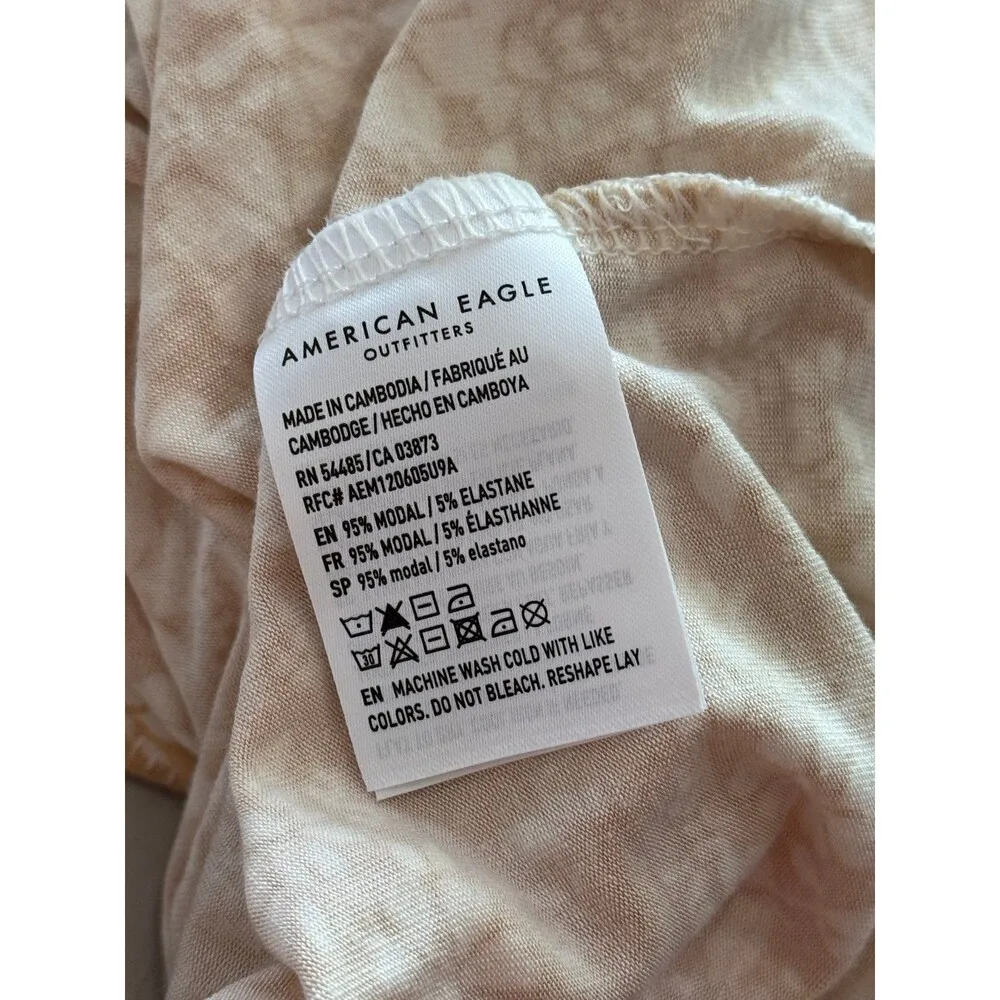 AMERICAN EAGLE
OUTFITTERS
MADE IN CAMBODIA / FABRIQUÉ AU
CAMBODGE / HECHO EN CAMBOYA
RN 54485 / CA 03873
RFC# AEM120605U9A
EN 95% MODAL / 5% ELASTANE
FR 95% MODAL / 5% ÉLASTHANNE
SP 95% modal / 5% elastano
30
EN MACHINE WASH COLD WITH LIKE
COLORS. DO NOT BLEACH. RESHAPE LAY